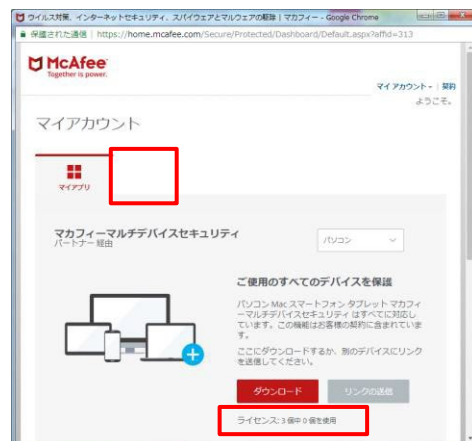 ウイルス対策、インターネットセキュリティ、スパイウェアとマルウェアの駆除 | マカフィー - Google Chrome
保護された通信 | https://home.mcafee.com/Secure/Protected/Dashboard/Default.aspx?affid=313
McAfee
Together is power.
マイ アカウント - | 契約
ようこそ。
マイアカウント
マイアプリ
マカフィーマルチデバイスセキュリティ
パートナー 経由
パソコン
ご使用のすべてのデバイスを保護
パソコン Mac スマートフォン タブレット マカフィ
ーマルチデバイスセキュリティ はすべてに対応し
ています。この機能はお客様の契約に含まれていま
す。
ここにダウンロードするか、別のデバイスにリンク
を送信してください。
ダウンロード
リンクの送信
ライセンス: 3 個中 0 個を使用